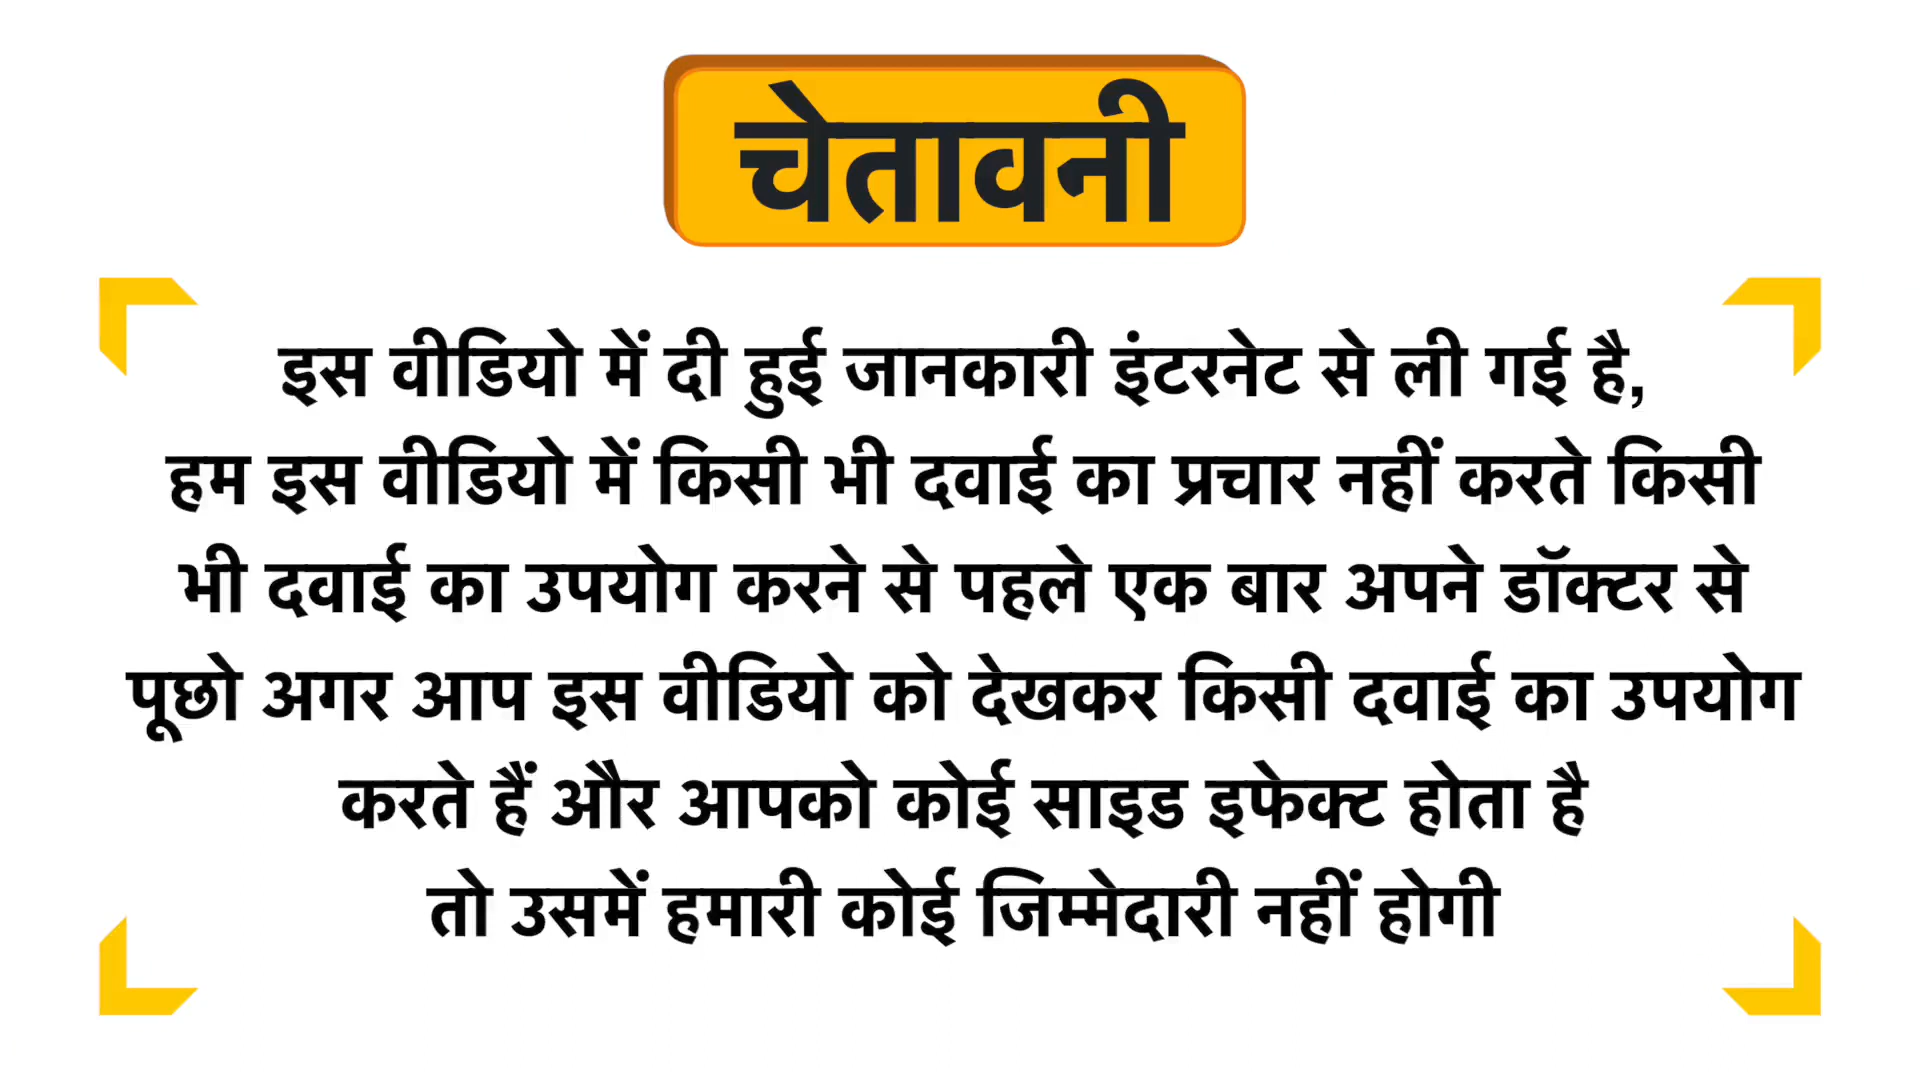 चेतावनी
इस वीडियो में दी हुई जानकारी इंटरनेट से ली गई है,
हम इस वीडियो में किसी भी दवाई का प्रचार नहीं करते किसी
भी दवाई का उपयोग करने से पहले एक बार अपने डॉक्टर से
पूछो अगर आप इस वीडियो को देखकर किसी दवाई का उपयोग
करते हैं और आपको कोई साइड इफेक्ट होता है
तो उसमें हमारी कोई जिम्मेदारी नहीं होगी